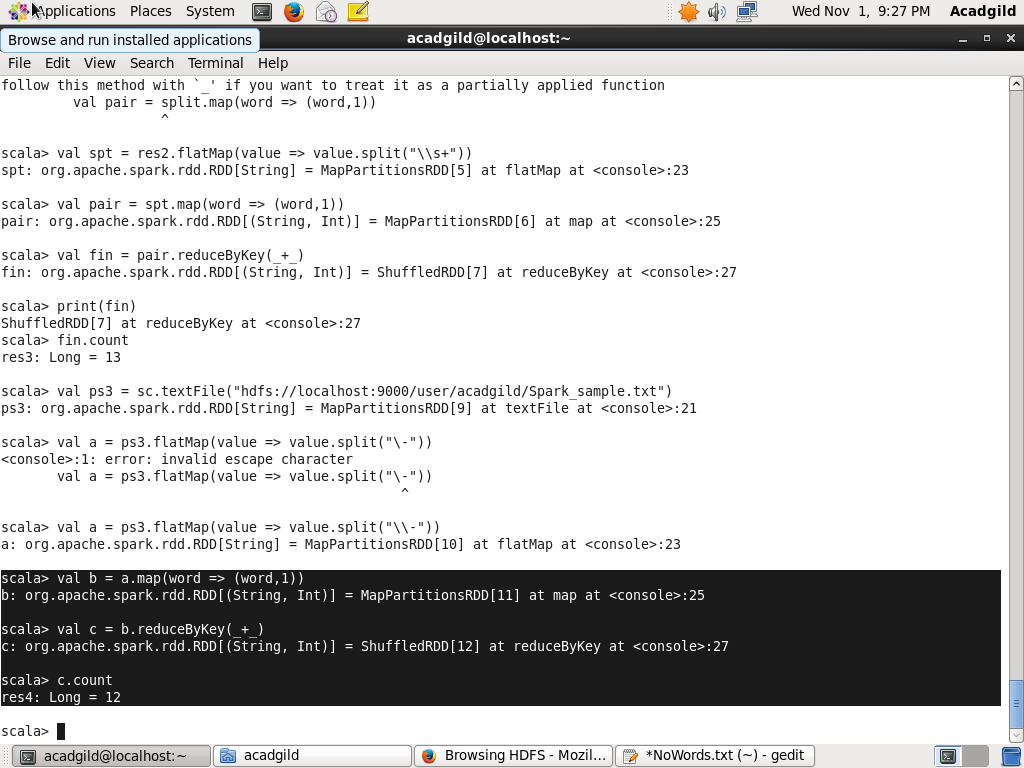 Applications Places System Wed Nov 1, 9:27 PM Acadgild
Browse and run installed applications
acadgild@localhost:~
File Edit View Search Terminal Help
follow this method with `_' if you want to treat it as a partially applied function
val pair = split.map(word => (word,1))
^
scala> val spt = res2.flatMap(value => value.split("\\s+"))
spt: org.apache.spark.rdd.RDD[String] = MapPartitionsRDD[5] at flatMap at <console>:23
scala> val pair = spt.map(word => (word,1))
pair: org.apache.spark.rdd.RDD[(String, Int)] = MapPartitionsRDD[6] at map at <console>:25
scala> val fin = pair.reduceByKey(_+_)
fin: org.apache.spark.rdd.RDD[(String, Int)] = ShuffledRDD[7] at reduceByKey at <console>:27
scala> print(fin)
ShuffledRDD[7] at reduceByKey at <console>:27
scala> fin.count
res3: Long = 13
scala> val ps3 = sc.textFile("hdfs://localhost:9000/user/acadgild/Spark_sample.txt")
ps3: org.apache.spark.rdd.RDD[String] = MapPartitionsRDD[9] at textFile at <console>:21
scala> val a = ps3.flatMap(value => value.split("\-"))
<console>:1: error: invalid escape character
val a = ps3.flatMap(value => value.split("\-"))
^
scala> val a = ps3.flatMap(value => value.split("\\-"))
a: org.apache.spark.rdd.RDD[String] = MapPartitionsRDD[10] at flatMap at <console>:23
scala> val b = a.map(word => (word,1))
b: org.apache.spark.rdd.RDD[(String, Int)] = MapPartitionsRDD[11] at map at <console>:25
scala> val c = b.reduceByKey(_+_)
c: org.apache.spark.rdd.RDD[(String, Int)] = ShuffledRDD[12] at reduceByKey at <console>:27
scala> c.count
res4: Long = 12
scala>
acadgild@localhost:~ acadgild Browsing HDFS - Mozil... *NoWords.txt (~) - gedit